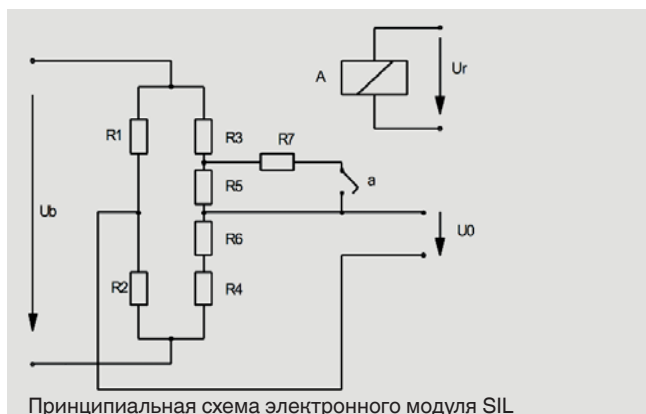 A
Ur
R1
R3
R7
R5
a
Ub
U0
R6
R2
R4
Принципиальная схема электронного модуля SIL